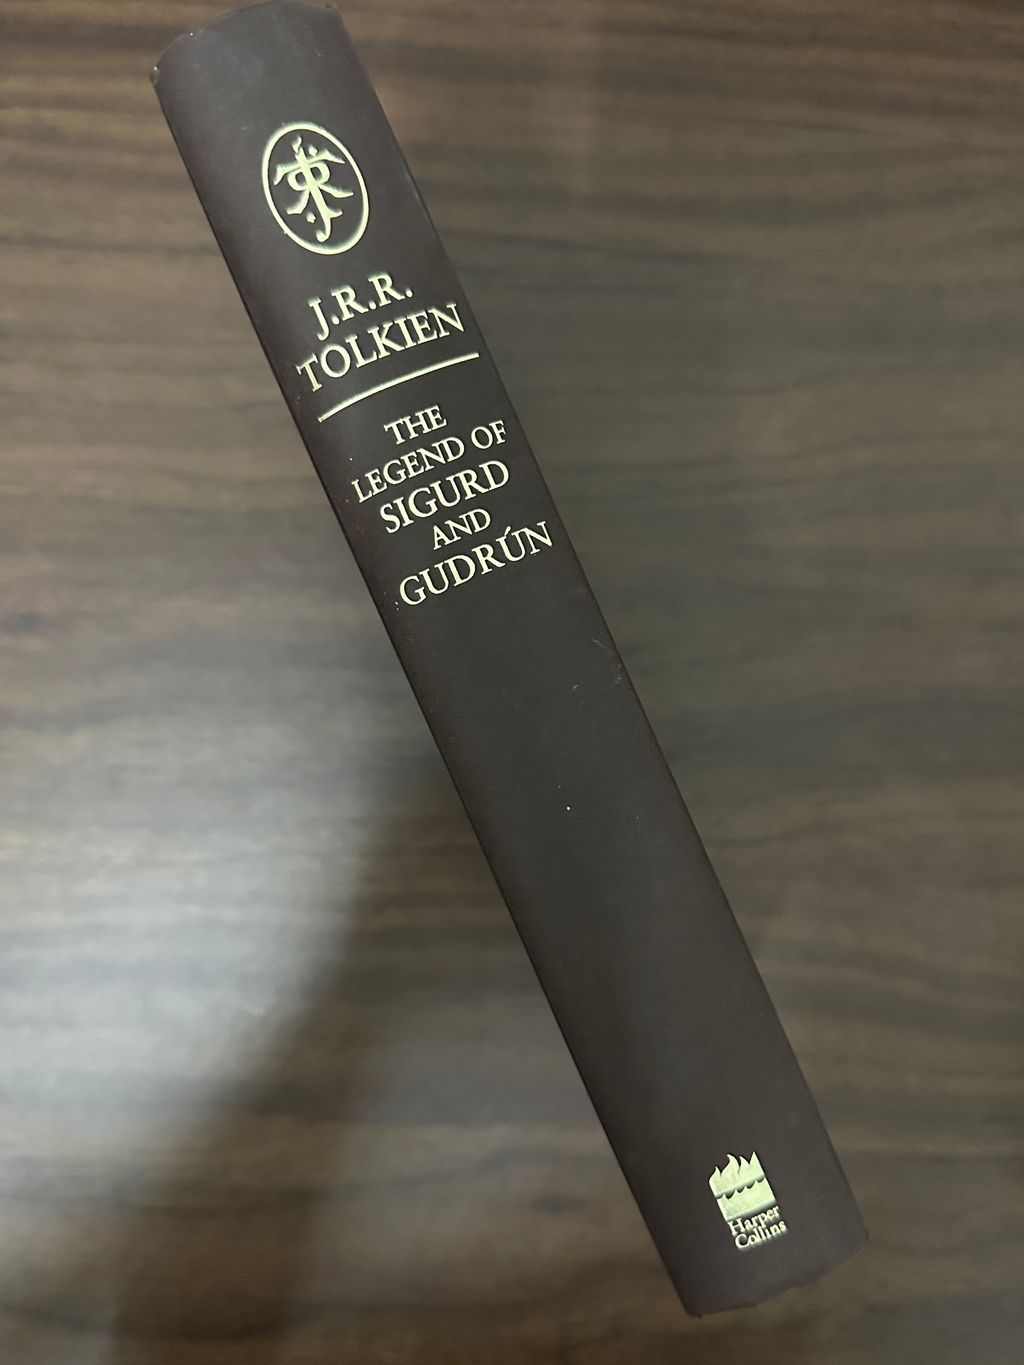 J.R.R.
TOLKIEN
THE
LEGEND OF
SIGURD
AND
GUDRÚN
Harper
Collins